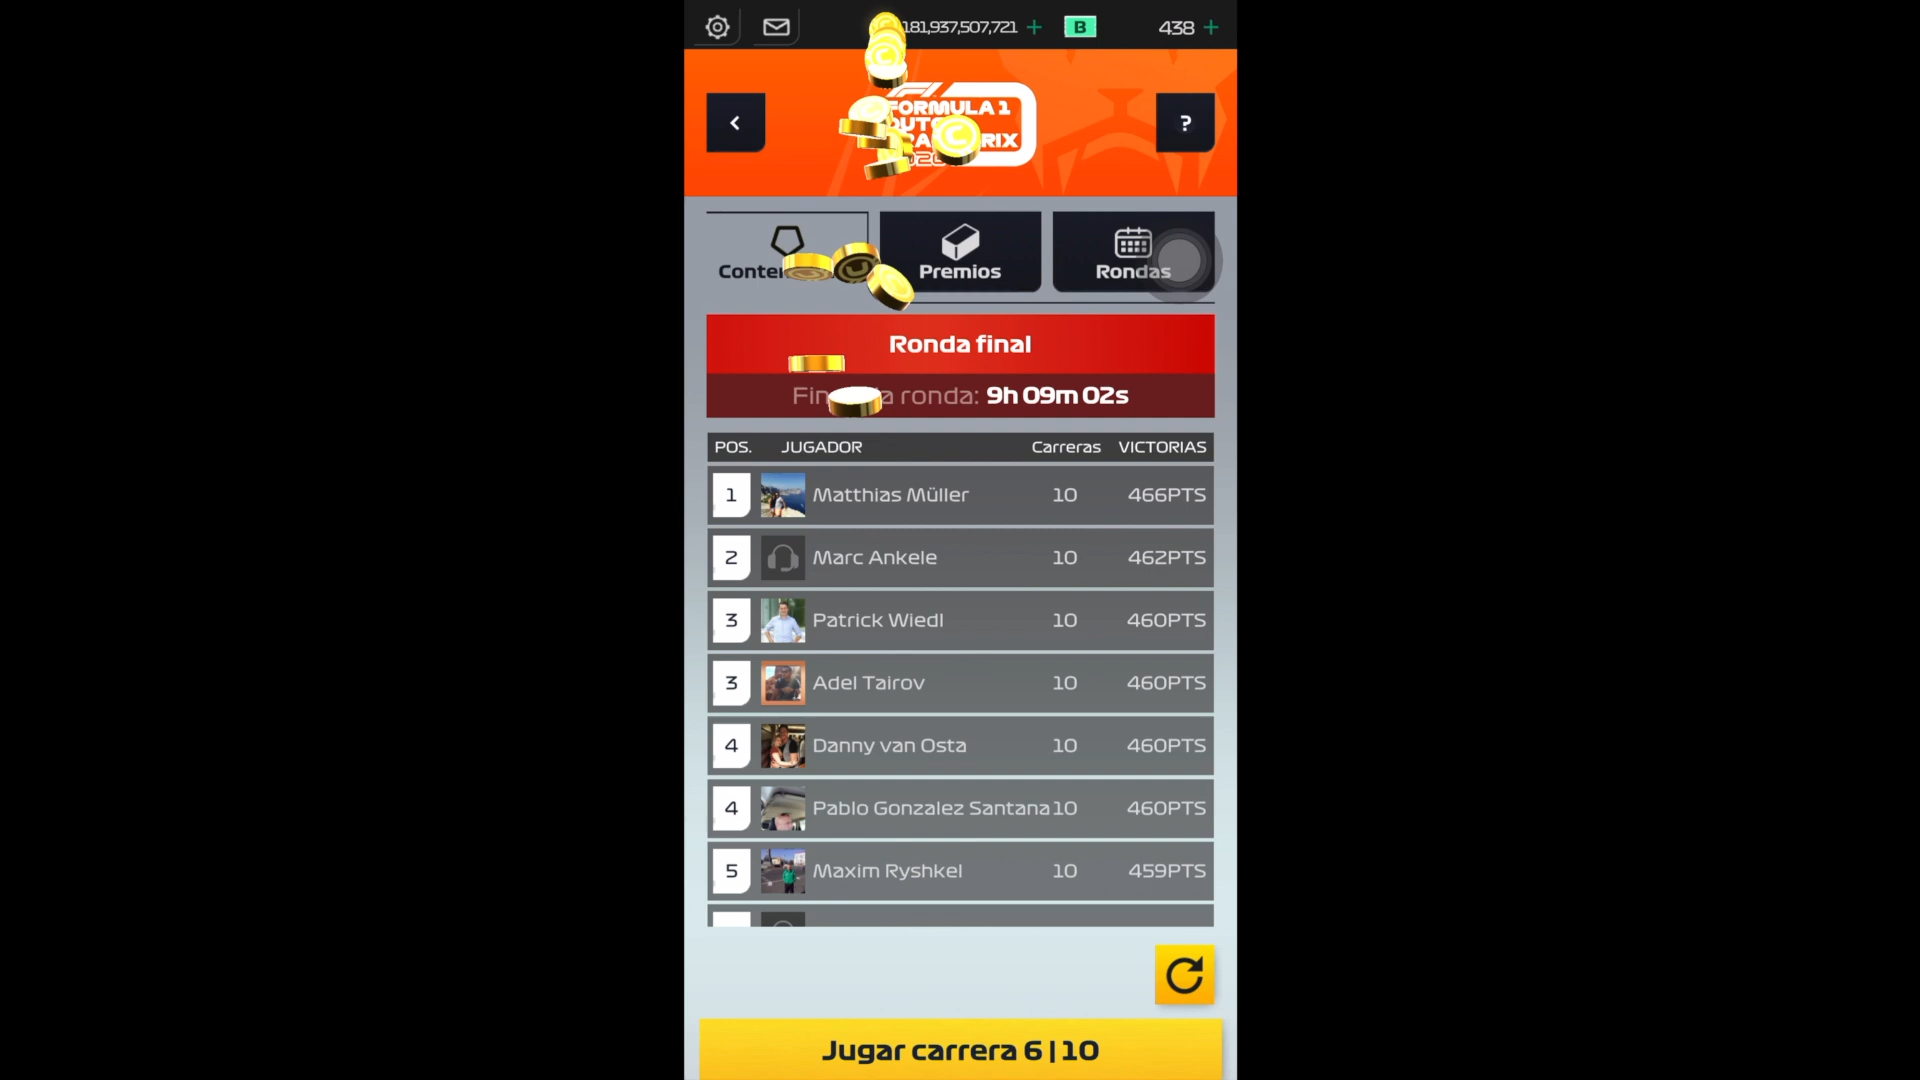 181,937,507,721
B
438
FORMULA 1
DUTC
RIX
?
Premios
Rondas
Ronda final
9h 09m 02s
ronda:
POS. JUGADOR Carreras VICTORIAS
1 Matthias Müller 10 466PTS
2 Marc Ankele 10 462PTS
3 Patrick Wiedl 10 460PTS
3 Adel Tairov 10 460PTS
4 Danny van Osta 10 460PTS
4 Pablo Gonzalez Santana 10 460PTS
5 Maxim Ryshkel 10 459PTS
Jugar carrera 6 | 10